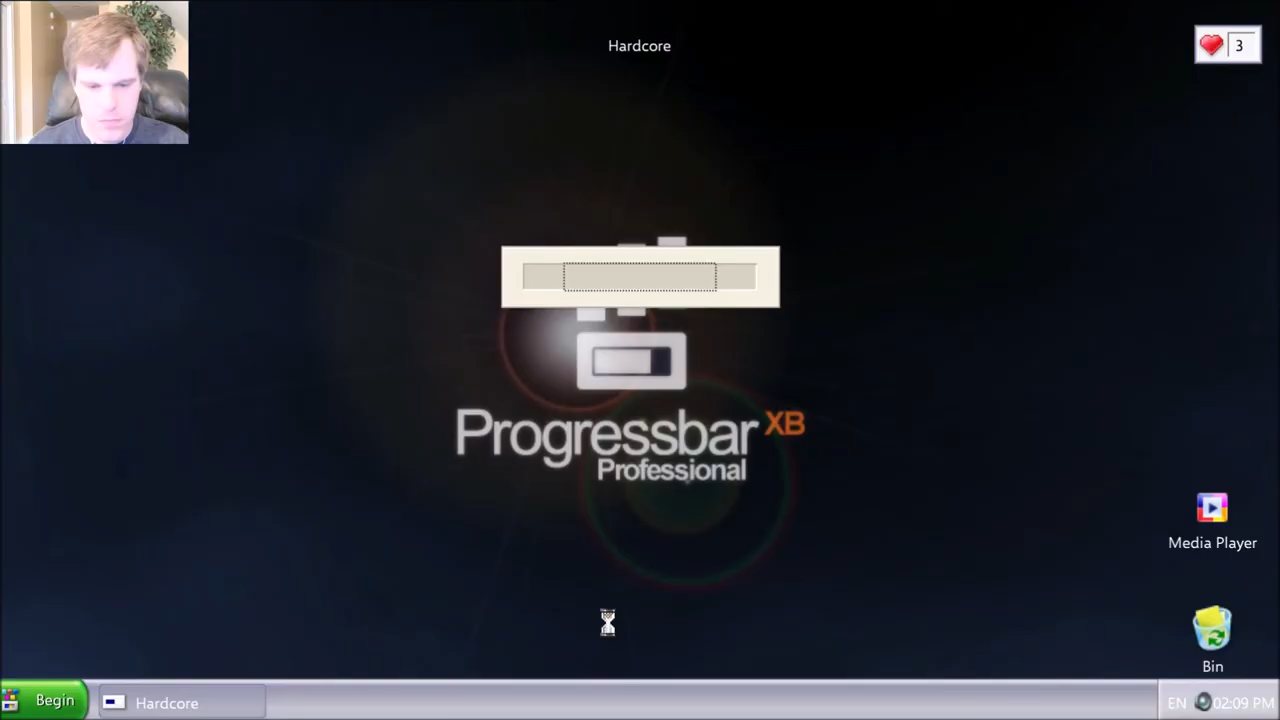 Hardcore
3
Progressbar XB
Professional
Media Player
Bin
Begin
Hardcore
EN 02:09 PM